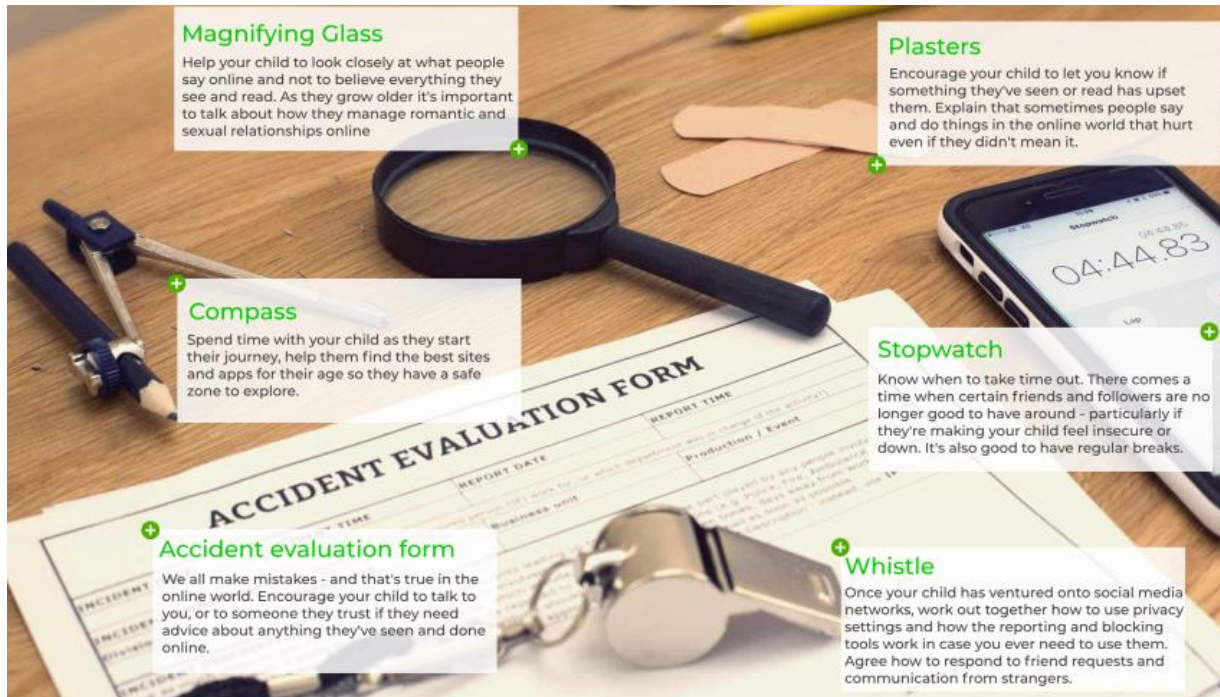 Magnifying Glass
Help your child to look closely at what people
say online and not to believe everything they
see and read. As they grow older it's important
to talk about how they manage romantic and
sexual relationships online
Plasters
Encourage your child to let you know if
something they've seen or read has upset
them. Explain that sometimes people say
and do things in the online world that hurt
even if they didn't mean it.
Compass
Spend time with your child as they start
their journey, help them find the best sites
and apps for their age so they have a safe
zone to explore.
Stopwatch
04:44.85
04:44.83
Lap
Stopwatch
Know when to take time out. There comes a
time when certain friends and followers are no
longer good to have around - particularly if
they're making your child feel insecure or
down. It's also good to have regular breaks.
ACCIDENT EVALUATION FORM
REPORT TIME
REPORT DATE
Production / Event
Business unit
INCIDENT TIME
INCIDENT
INCIDENT
INCIDENT
Accident evaluation form
We all make mistakes - and that's true in the
online world. Encourage your child to talk to
you, or to someone they trust if they need
advice about anything they've seen and done
online.
Whistle
Once your child has ventured onto social media
networks, work out together how to use privacy
settings and how the reporting and blocking
tools work in case you ever need to use them.
Agree how to respond to friend requests and
communication from strangers.